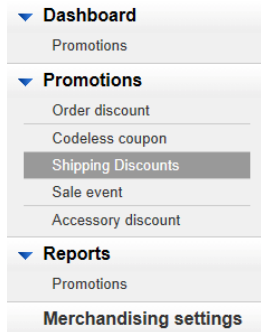 Dashboard
Promotions
Promotions
Order discount
Codeless coupon
Shipping Discounts
Sale event
Accessory discount
Reports
Promotions
Merchandising settings